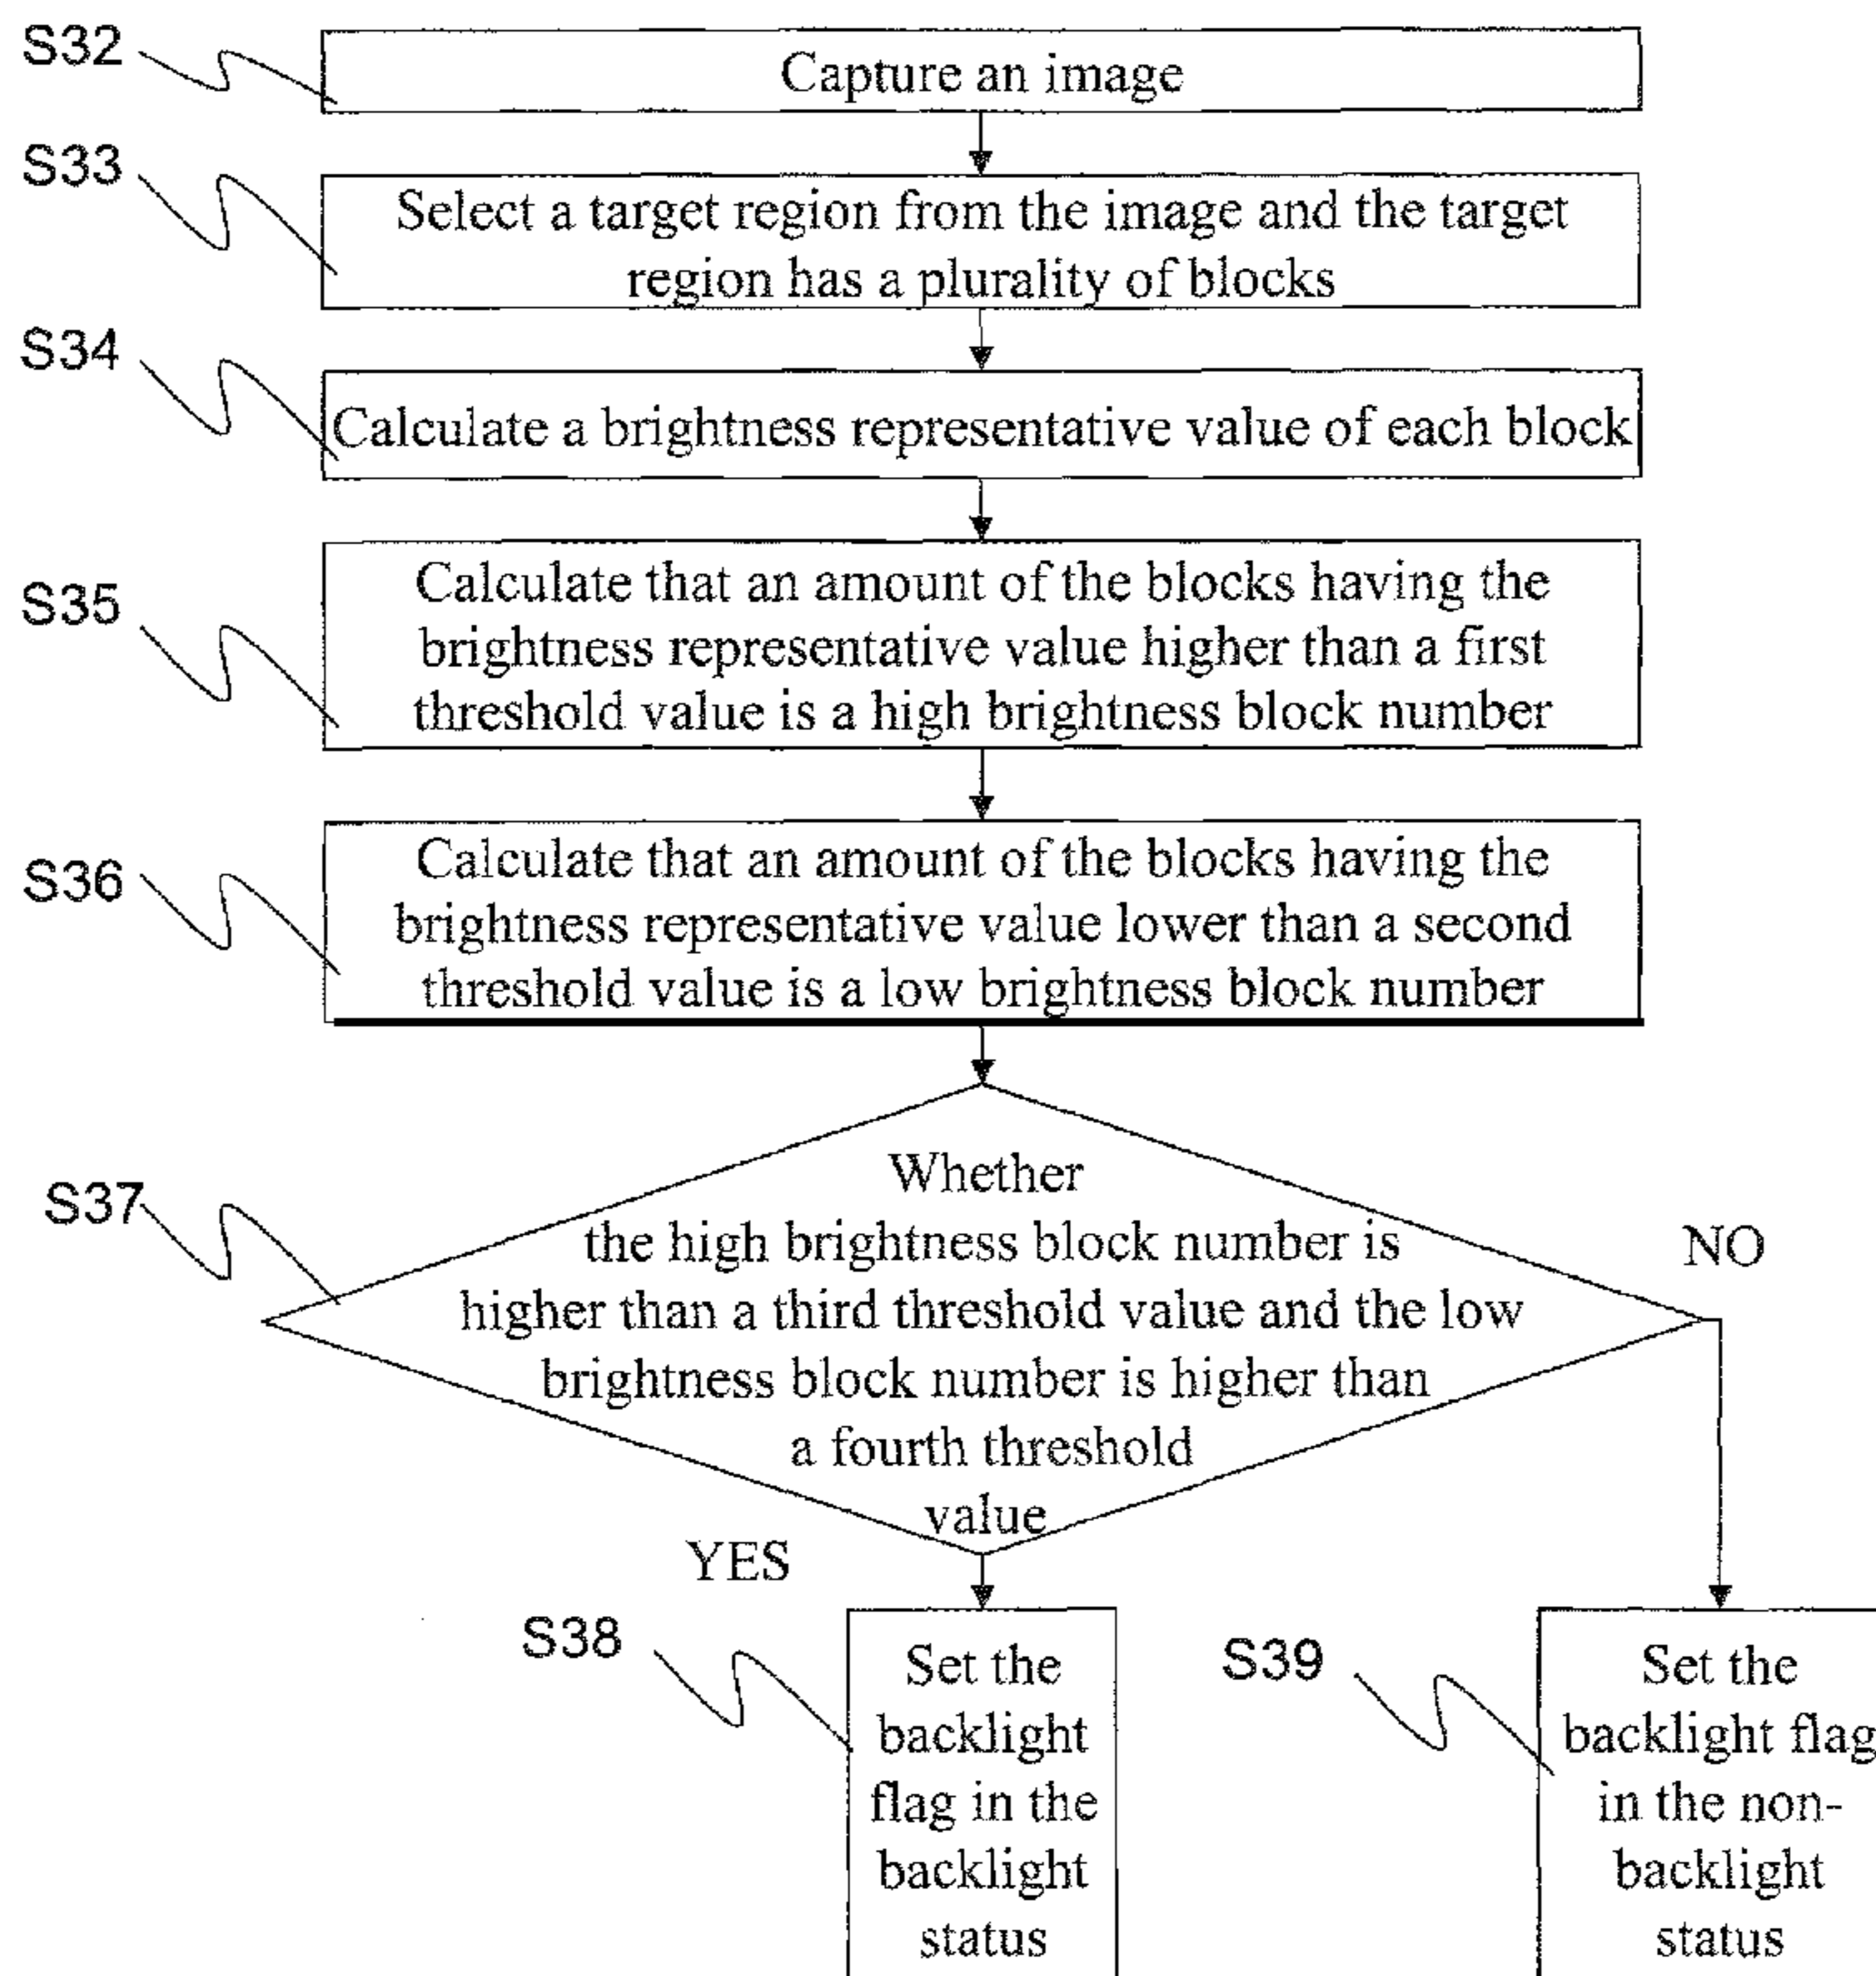 S32
Capture an image
S33
Select a target region from the image and the target
region has a plurality of blocks
S34
Calculate a brightness representative value of each block
S35
Calculate that an amount of the blocks having the
brightness representative value higher than a first
threshold value is a high brightness block number
S36
Calculate that an amount of the blocks having the
brightness representative value lower than a second
threshold value is a low brightness block number
S37
Whether
the high brightness block number is
higher than a third threshold value and the low
brightness block number is higher than
a fourth threshold
value
NO
YES
S38
Set the
backlight
flag in the
backlight
status
S39
Set the
backlight flag
in the non-
backlight
status